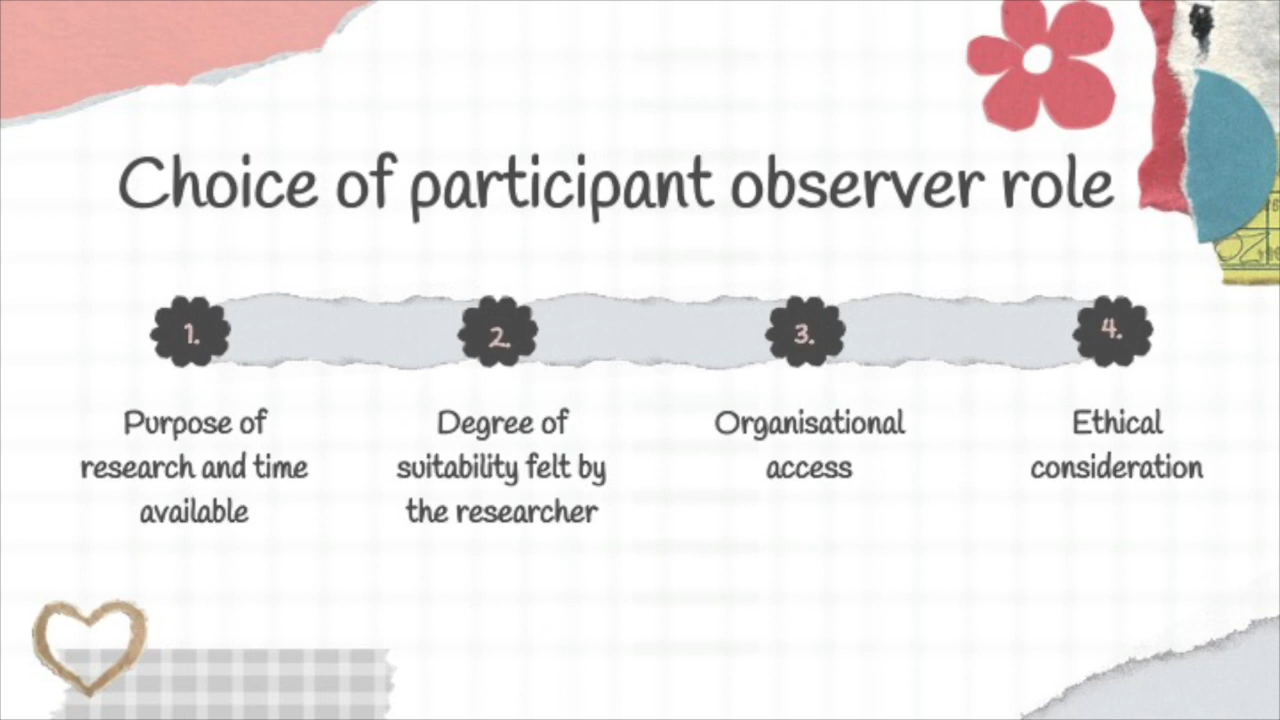 Choice of participant observer role
1.
2.
3.
4.
Purpose of
research and time
available
Degree of
suitability felt by
the researcher
Organisational
access
Ethical
consideration